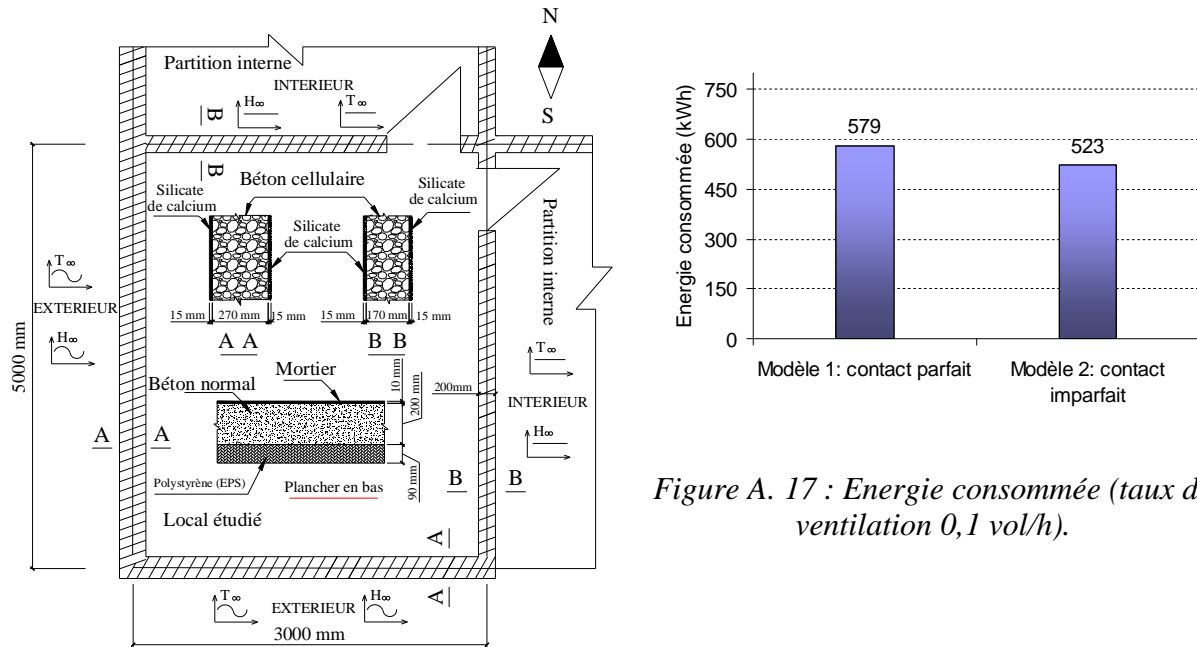 N
S
Partition interne
INTERIEUR
B
H∞
T∞
B
Silicate
de calcium
Béton cellulaire
Silicate
de calcium
Silicate
de calcium
Partition interne
T∞
EXTERIEUR
H∞
5000 mm
15 mm
270 mm
15 mm
15 mm
170 mm
15 mm
A A
B B
T∞
INTERIEUR
H∞
Mortier
Béton normal
10 mm
200 mm
90 mm
200mm
A
A
Polystyrène (EPS)
Plancher en bas
B
B
Local étudié
A
A
T∞
EXTERIEUR
H∞
3000 mm
Energie consommée (kWh)
750
600
450
300
150
0
579
523
Modèle 1: contact parfait
Modèle 2: contact
imparfait
Figure A. 17 : Energie consommée (taux d
ventilation 0,1 vol/h).